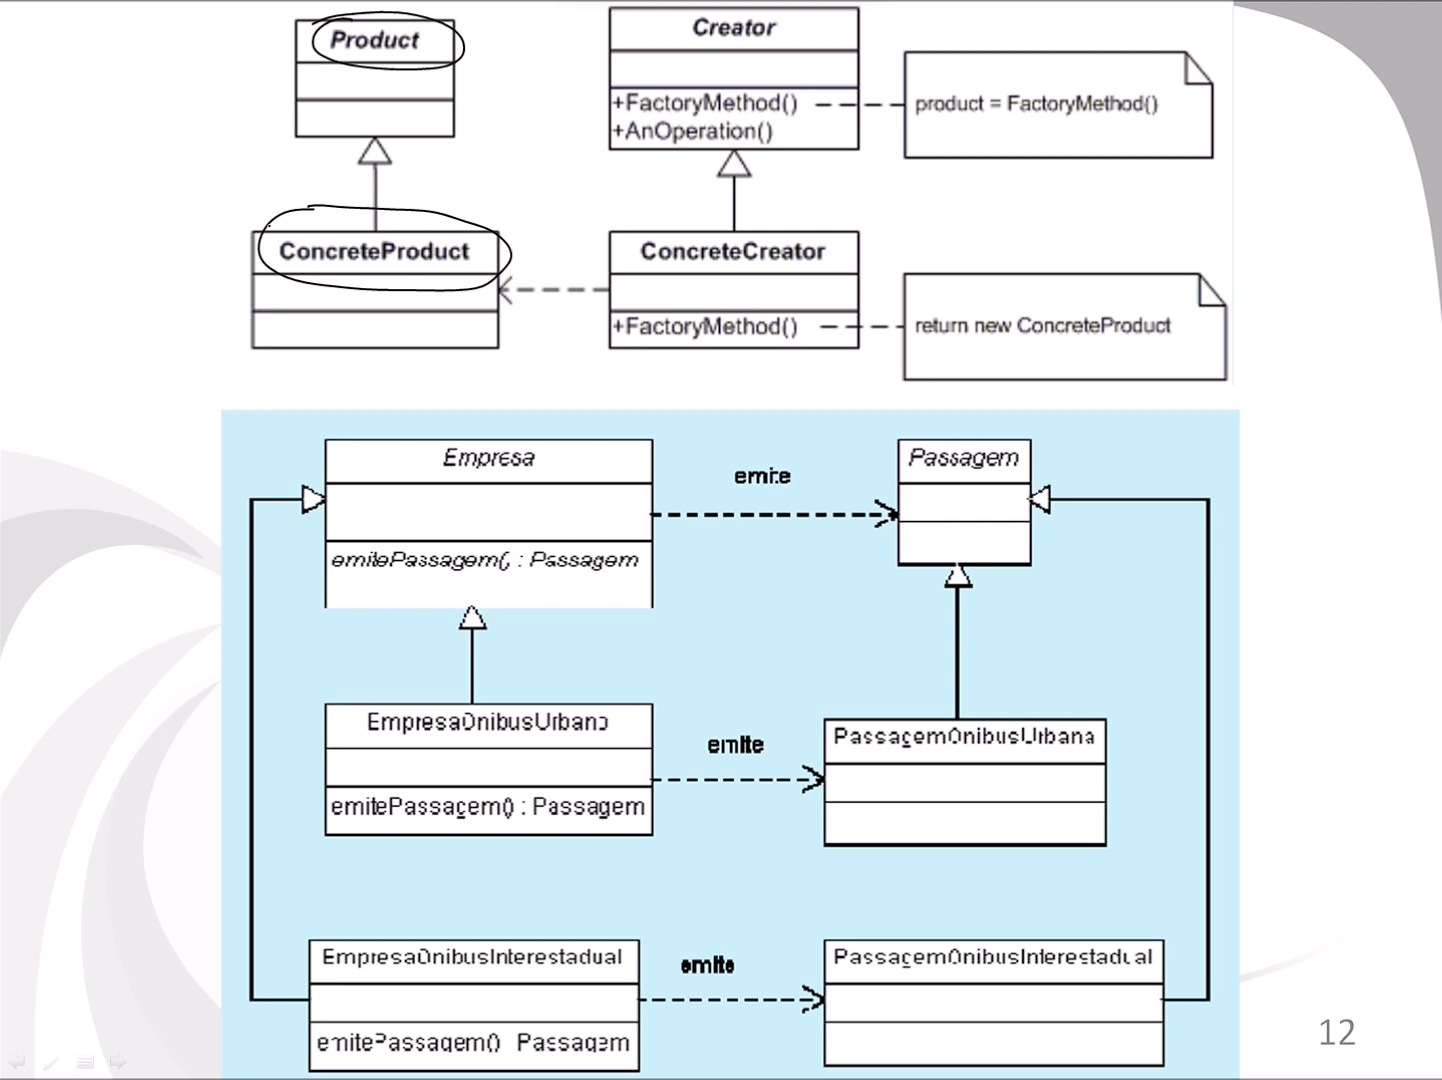 Product
Creator
+FactoryMethod()
+AnOperation()
product = FactoryMethod()
ConcreteProduct
ConcreteCreator
+FactoryMethod()
return new ConcreteProduct
Empresa
emite
Passagem
emitePassagem() : Passagem
EmpresaOnibusUrbano
emite
PassagemOnibusUrbana
emitePassagem() : Passagem
EmpresaOnibusInterestadual
emite
PassagemOnibusInterestadual
emitePassagem() Passagem
12